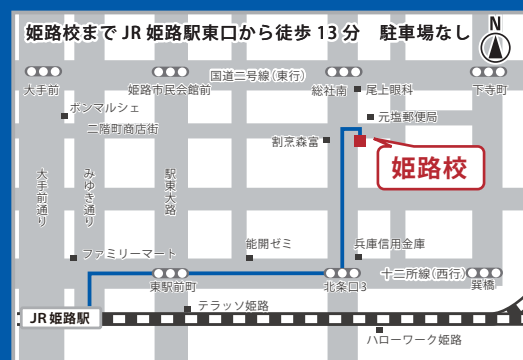 姫路校まで JR 姫路駅東口から徒歩 13 分　駐車場なし
N
国道二号線(東行)
大手前
姫路市民会館前
総社南
尾上眼科
下寺町
ボンマルシェ
元塩郵便局
二階町商店街
割烹森富
姫路校
大手前通り
みゆき通り
駅東大路
ファミリーマート
能開ゼミ
兵庫信用金庫
十二所線(西行)
東駅前町
北条口3
巽橋
テラッソ姫路
JR 姫路駅
ハローワーク姫路